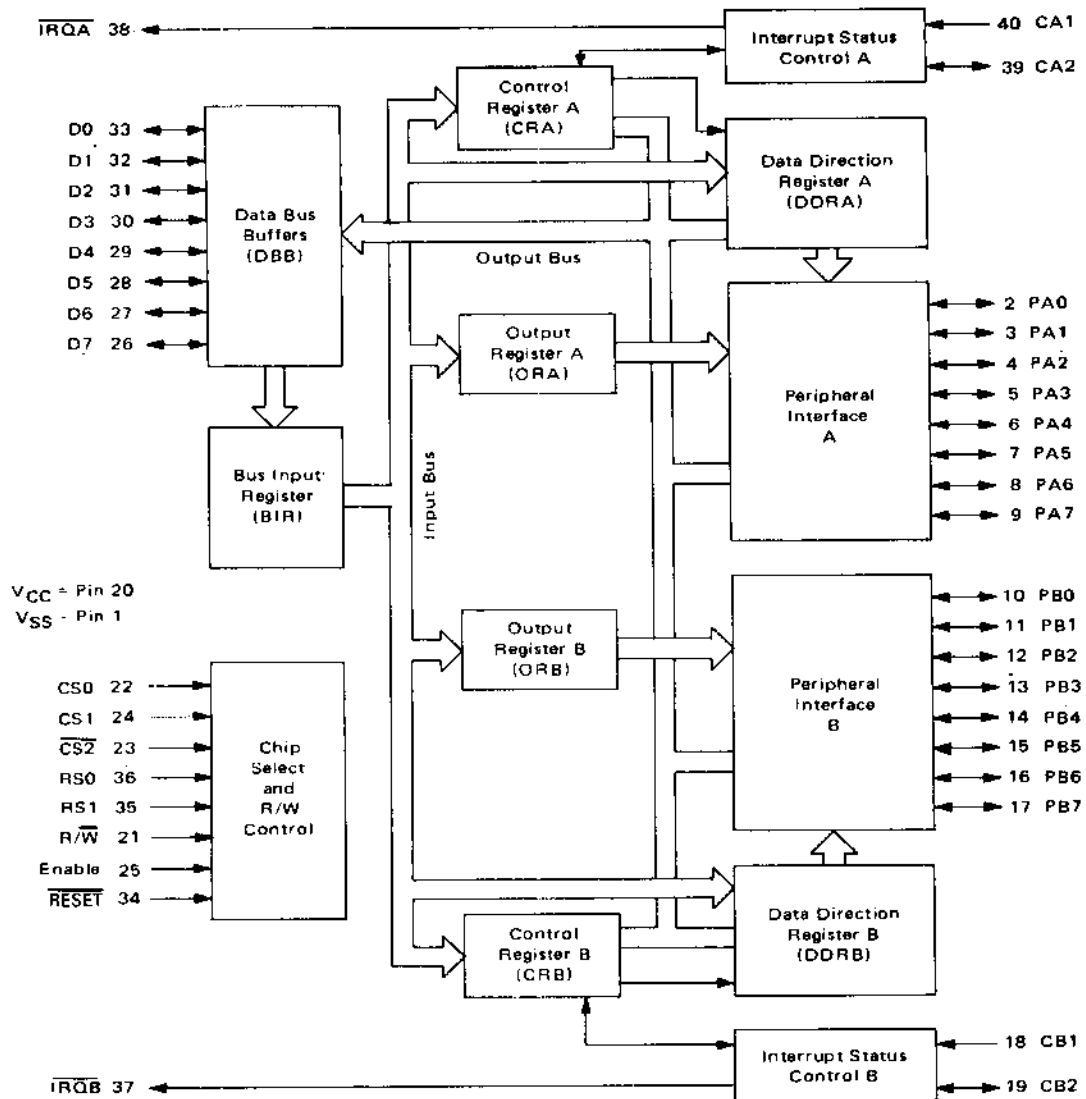 IRQA 38
Interrupt Status
Control A
40 CA1
39 CA2
Control
Register A
(CRA)
D0 33
D1 32
D2 31
D3 30
D4 29
D5 28
D6 27
D7 26
Data Bus
Buffers
(DBB)
Data Direction
Register A
(DDRA)
Output Bus
Output
Register A
(ORA)
Peripheral
Interface
A
2 PA0
3 PA1
4 PA2
5 PA3
6 PA4
7 PA5
8 PA6
9 PA7
Bus Input
Register
(BIR)
Input Bus
VCC = Pin 20
VSS - Pin 1
Output
Register B
(ORB)
Peripheral
Interface
B
10 PB0
11 PB1
12 PB2
13 PB3
14 PB4
15 PB5
16 PB6
17 PB7
CS0 22
CS1 24
CS2 23
RS0 36
RS1 35
R/W 21
Enable 25
RESET 34
Chip
Select
and
R/W
Control
Control
Register B
(CRB)
Data Direction
Register B
(DDRB)
Interrupt Status
Control B
18 CB1
19 CB2
IRQB 37